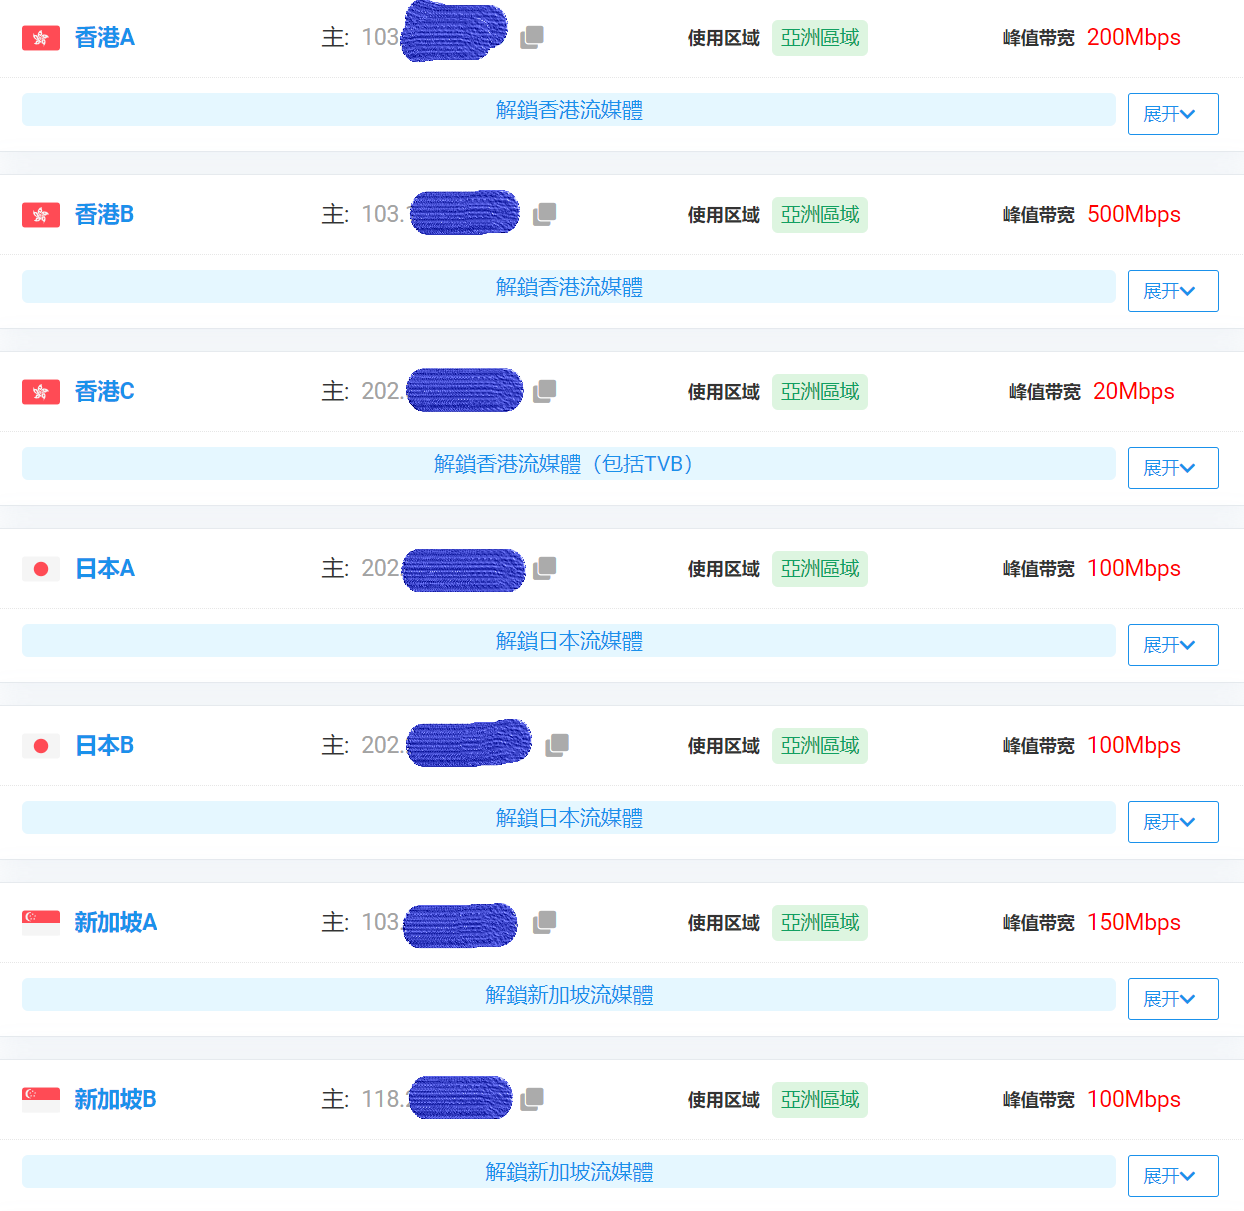 香港A 主: 103 使用区域 亞洲區域 峰值带宽 200Mbps
解鎖香港流媒體 展开
香港B 主: 103. 使用区域 亞洲區域 峰值带宽 500Mbps
解鎖香港流媒體 展开
香港C 主: 202. 使用区域 亞洲區域 峰值带宽 20Mbps
解鎖香港流媒體（包括TVB） 展开
日本A 主: 202 使用区域 亞洲區域 峰值带宽 100Mbps
解鎖日本流媒體 展开
日本B 主: 202. 使用区域 亞洲區域 峰值带宽 100Mbps
解鎖日本流媒體 展开
新加坡A 主: 103 使用区域 亞洲區域 峰值带宽 150Mbps
解鎖新加坡流媒體 展开
新加坡B 主: 118. 使用区域 亞洲區域 峰值带宽 100Mbps
解鎖新加坡流媒體 展开